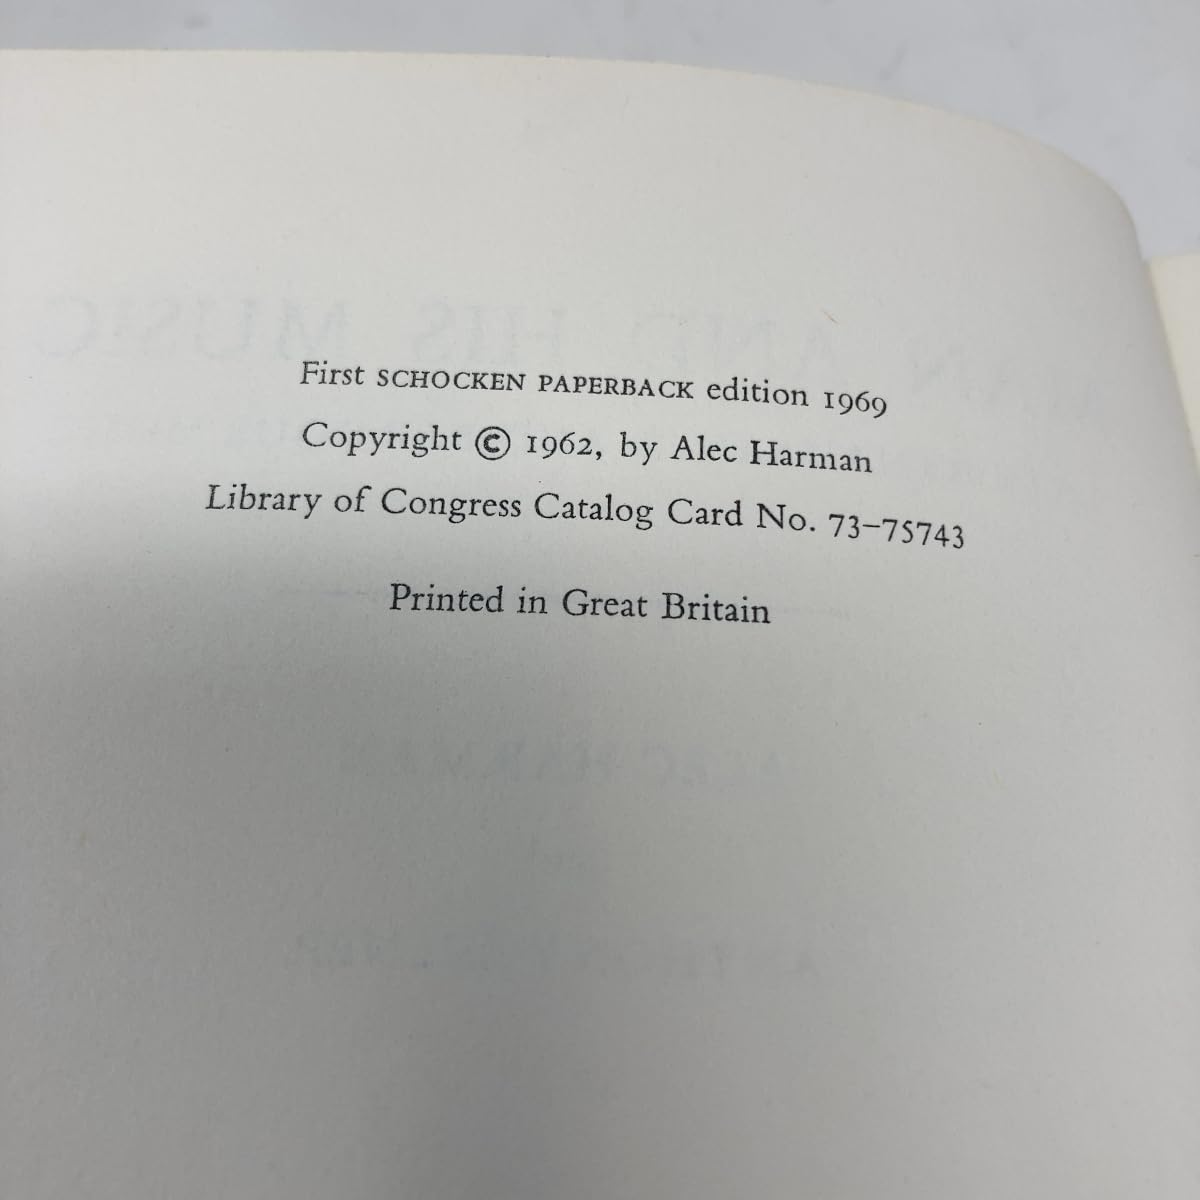 First SCHOCKEN PAPERBACK edition 1969
Copyright © 1962, by Alec Harman
Library of Congress Catalog Card No. 73-75743
Printed in Great Britain